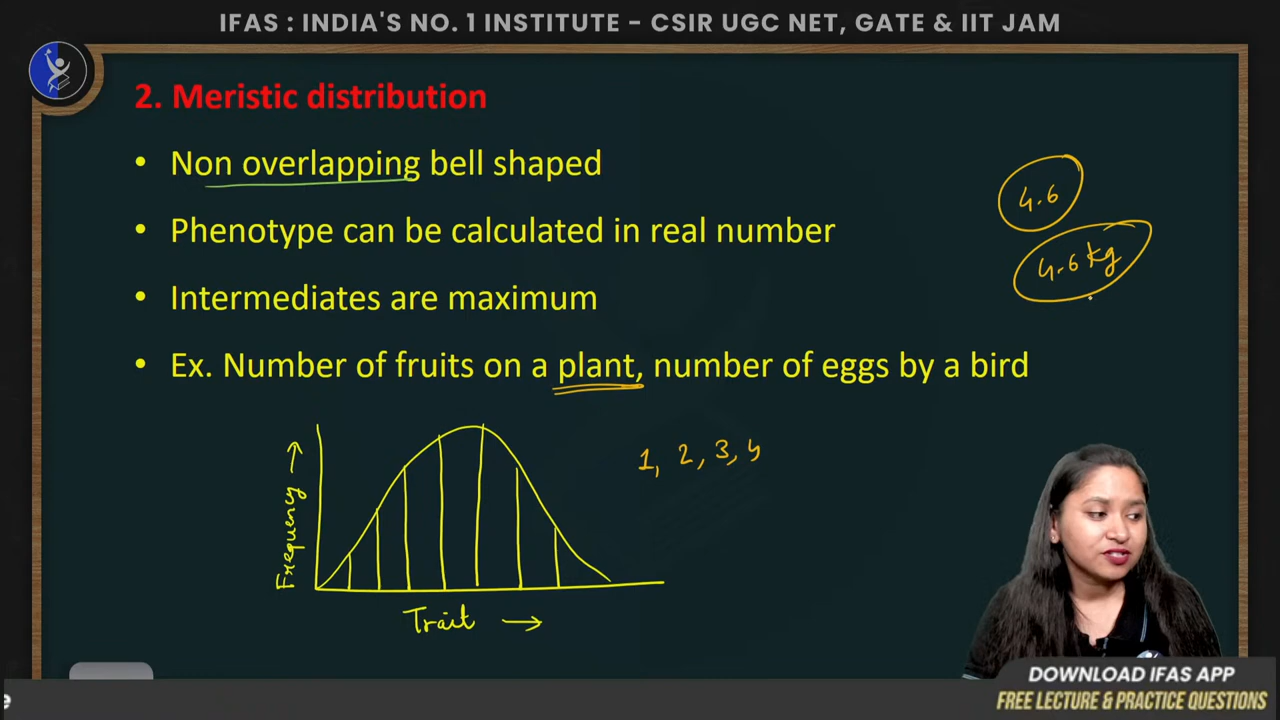 IFAS : INDIA'S NO. 1 INSTITUTE - CSIR UGC NET, GATE & IIT JAM
2. Meristic distribution
• Non overlapping bell shaped
• Phenotype can be calculated in real number
• Intermediates are maximum
• Ex. Number of fruits on a plant, number of eggs by a bird
4.6
4.6 kg
1, 2, 3, 4
Frequency →
Trait →
DOWNLOAD IFAS APP
FREE LECTURE & PRACTICE QUESTIONS
e